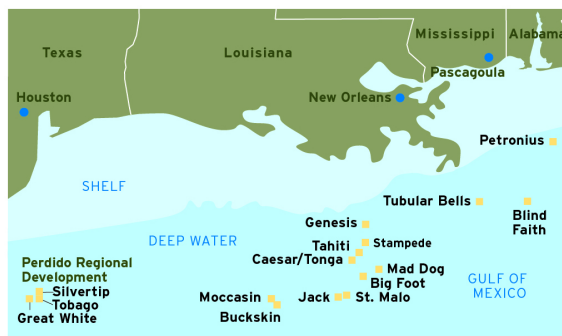 Mississippi
Alabama
Texas
Louisiana
Pascagoula
Houston
New Orleans
Petronius
SHELF
Tubular Bells
Blind
Faith
Genesis
DEEP WATER
Stampede
Tahiti
Caesar/Tonga
Mad Dog
Perdido Regional
Development
Big Foot
GULF OF
MEXICO
Silvertip
Tobago
Great White
Moccasin
Buckskin
Jack
St. Malo